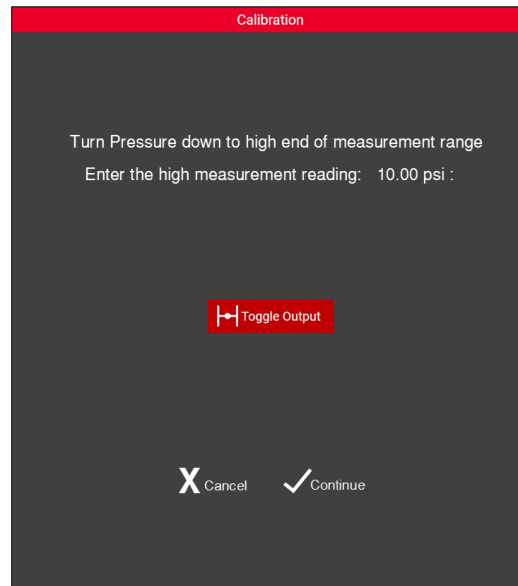 Calibration
Turn Pressure down to high end of measurement range
Enter the high measurement reading: 10.00 psi :
Toggle Output
X Cancel Continue